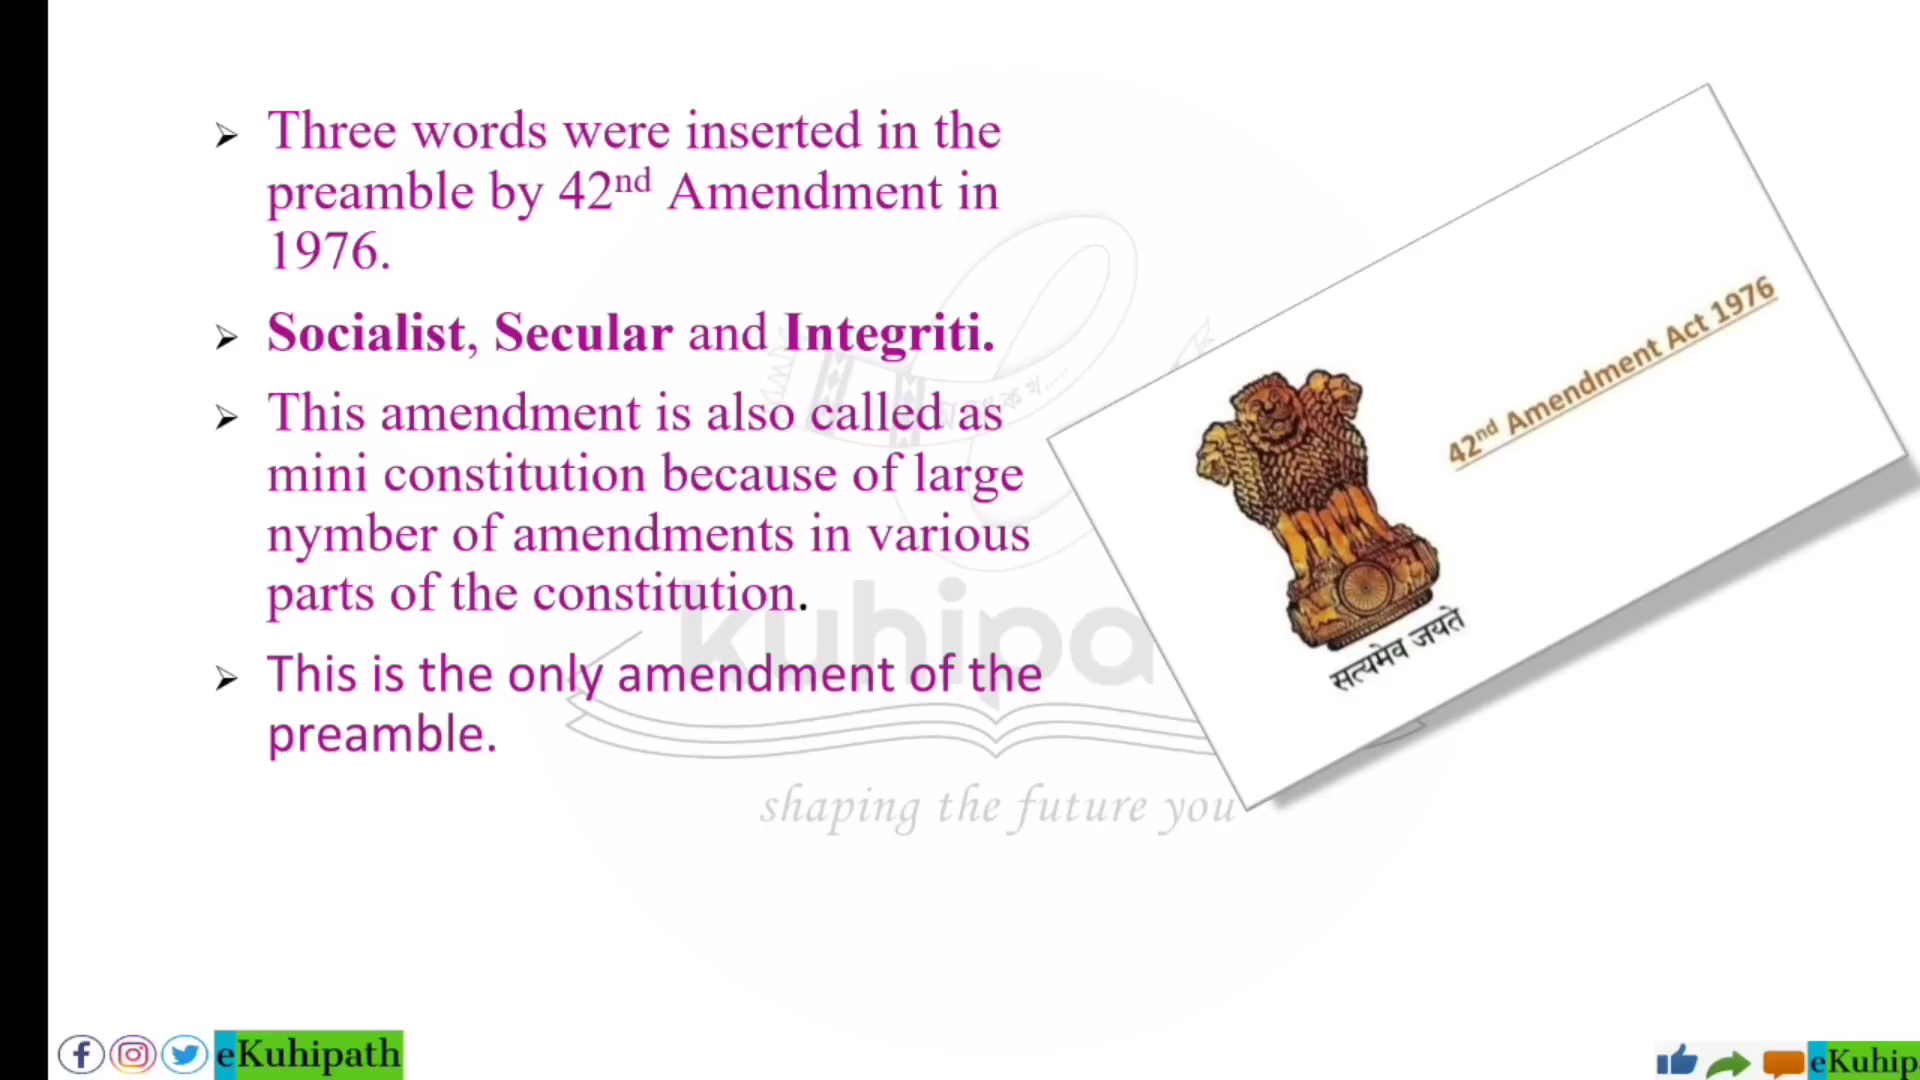 Three words were inserted in the
preamble by 42nd Amendment in
1976.
Socialist, Secular and Integriti.
This amendment is also called as
mini constitution because of large
nymber of amendments in various
parts of the constitution.
This is the only amendment of the
preamble.
42nd Amendment Act 1976
सत्यमेव जयते
kuhipa
shaping the future you
eKuhipath
eKuhip